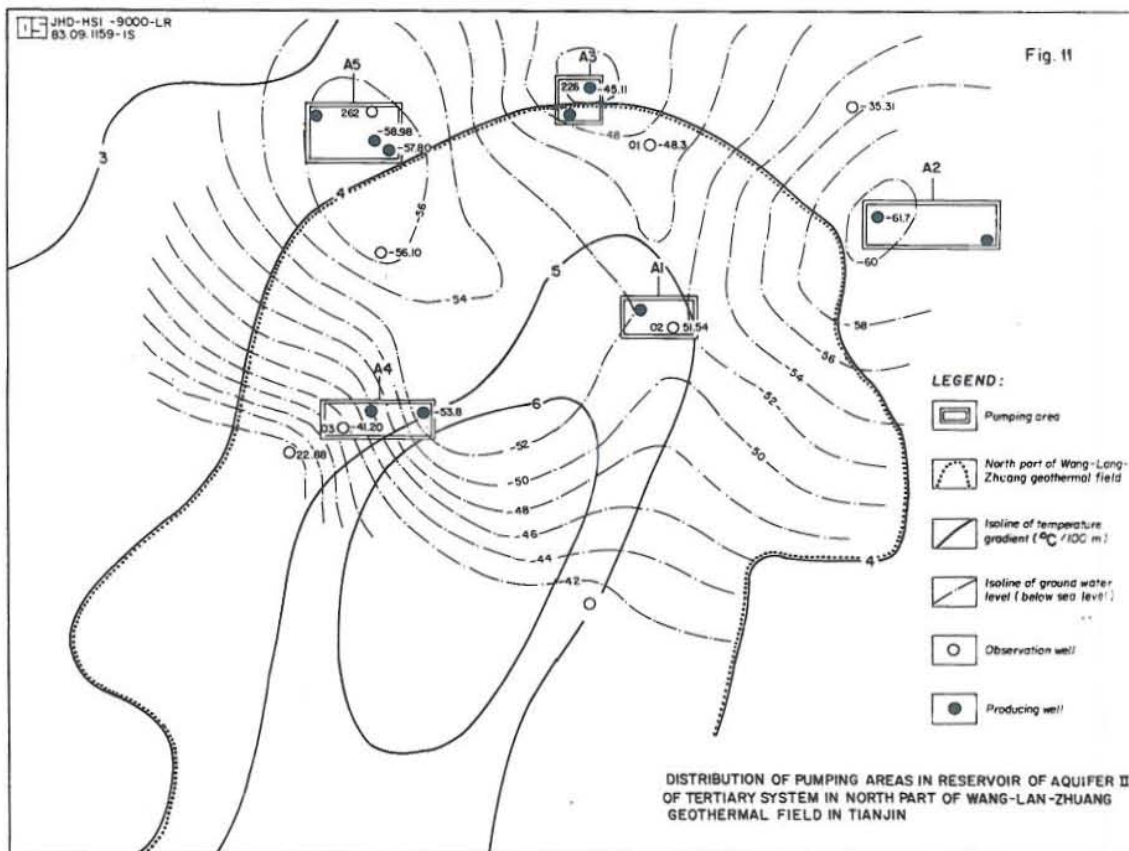 JHD-HSI-9000-LR
83.09.1159-IS
Fig. 11
A5
A3
226
-45.11
262
-58.98
-57.80
-48
01
-48.3
-35.31
A2
-61.7
-60
3
4
-56
-56.10
-54
5
A1
02
51.54
-58
-56
-54
-52
-50
A4
-53.8
03
-41.20
22.88
6
-52
-50
-48
-46
-44
-42
4
LEGEND:
Pumping area
North part of Wang-Lang-
Zhuang geothermal field
Isoline of temperature
gradient (°C/100 m)
Isoline of ground water
level (below sea level)
Observation well
Producing well
DISTRIBUTION OF PUMPING AREAS IN RESERVOIR OF AQUIFER II
OF TERTIARY SYSTEM IN NORTH PART OF WANG-LAN-ZHUANG
GEOTHERMAL FIELD IN TIANJIN